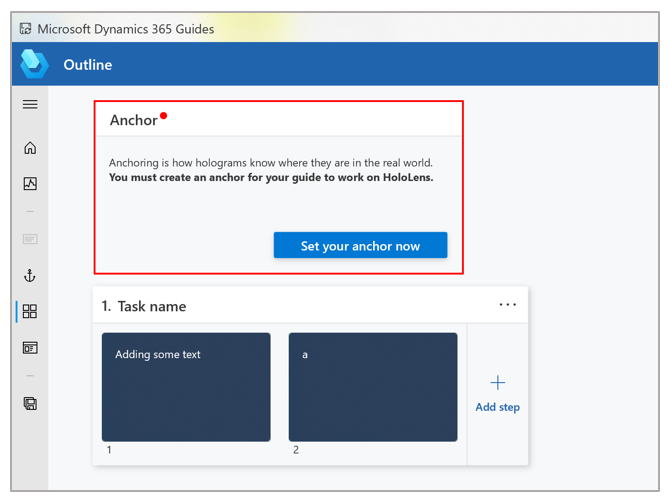 Microsoft Dynamics 365 Guides
Outline
Anchor
Anchoring is how holograms know where they are in the real world.
You must create an anchor for your guide to work on HoloLens.
Set your anchor now
1. Task name
Adding some text
a
Add step
1
2